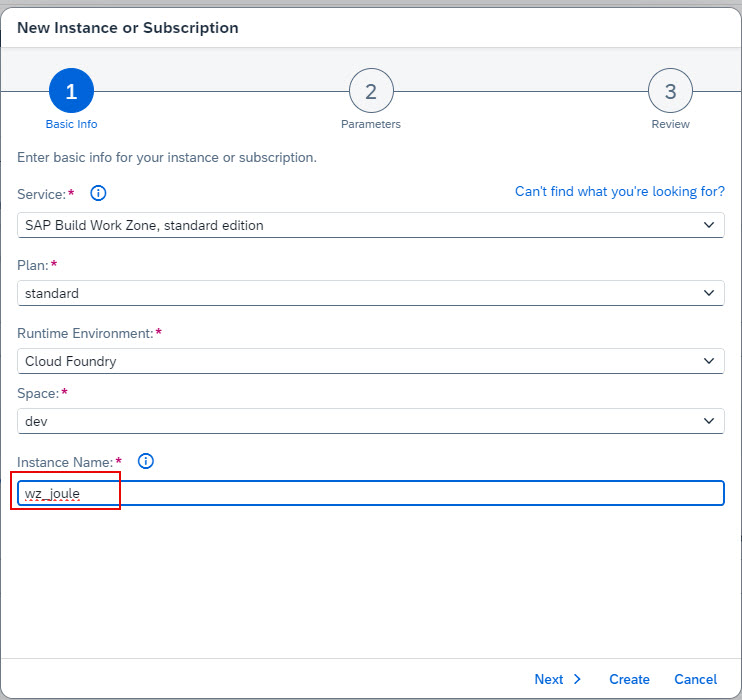 New Instance or Subscription
1
2
3
Basic Info
Parameters
Review
Enter basic info for your instance or subscription.
Service:*
Can't find what you're looking for?
SAP Build Work Zone, standard edition
Plan:*
standard
Runtime Environment:*
Cloud Foundry
Space:*
dev
Instance Name:*
wz_joule
Next
Create
Cancel